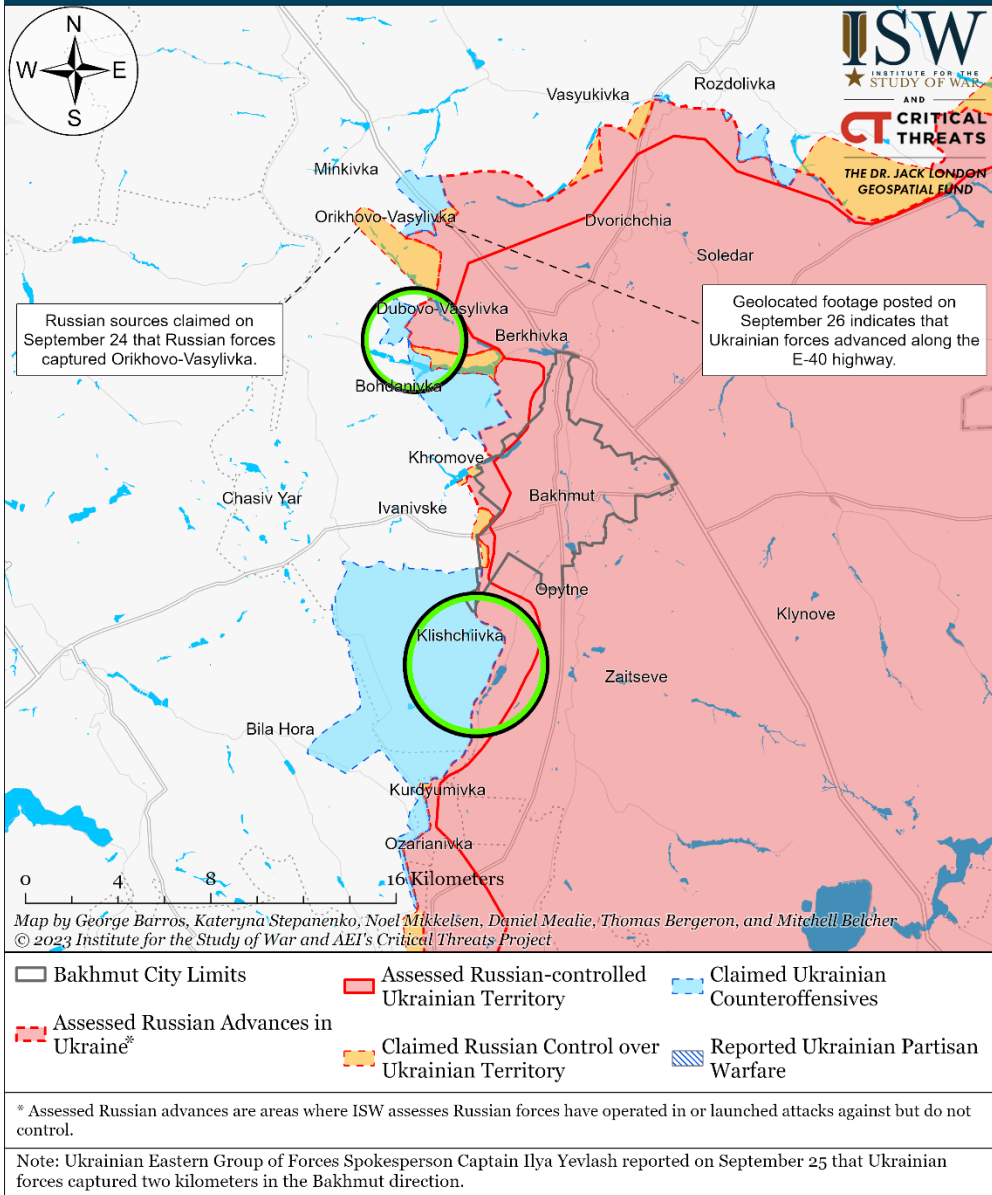 N
W
E
S
ISW
INSTITUTE FOR THE
STUDY OF WAR
AND
CT CRITICAL
THREATS
THE DR. JACK LONDON
GEOSPATIAL FUND
Rozdolivka
Vasyukivka
Minkivka
Orikhovo-Vasylivka
Dvorichchia
Soledar
Russian sources claimed on
September 24 that Russian forces
captured Orikhovo-Vasylivka.
Geolocated footage posted on
September 26 indicates that
Ukrainian forces advanced along the
E-40 highway.
Dubovo-Vasylivka
Berkhivka
Bohdanivka
Khromove
Chasiv Yar
Bakhmut
Ivanivske
Opytne
Klynove
Klishchiivka
Zaitseve
Bila Hora
Kurdyumivka
Ozarianivka
0 4 8 16 Kilometers
Map by George Barros, Kateryna Stepanenko, Noel Mikkelsen, Daniel Mealie, Thomas Bergeron, and Mitchell Belcher
© 2023 Institute for the Study of War and AEI's Critical Threats Project
Bakhmut City Limits
Assessed Russian Advances in
Ukraine*
Assessed Russian-controlled
Ukrainian Territory
Claimed Russian Control over
Ukrainian Territory
Claimed Ukrainian
Counteroffensives
Reported Ukrainian Partisan
Warfare
* Assessed Russian advances are areas where ISW assesses Russian forces have operated in or launched attacks against but do not
control.
Note: Ukrainian Eastern Group of Forces Spokesperson Captain Ilya Yevlash reported on September 25 that Ukrainian
forces captured two kilometers in the Bakhmut direction.